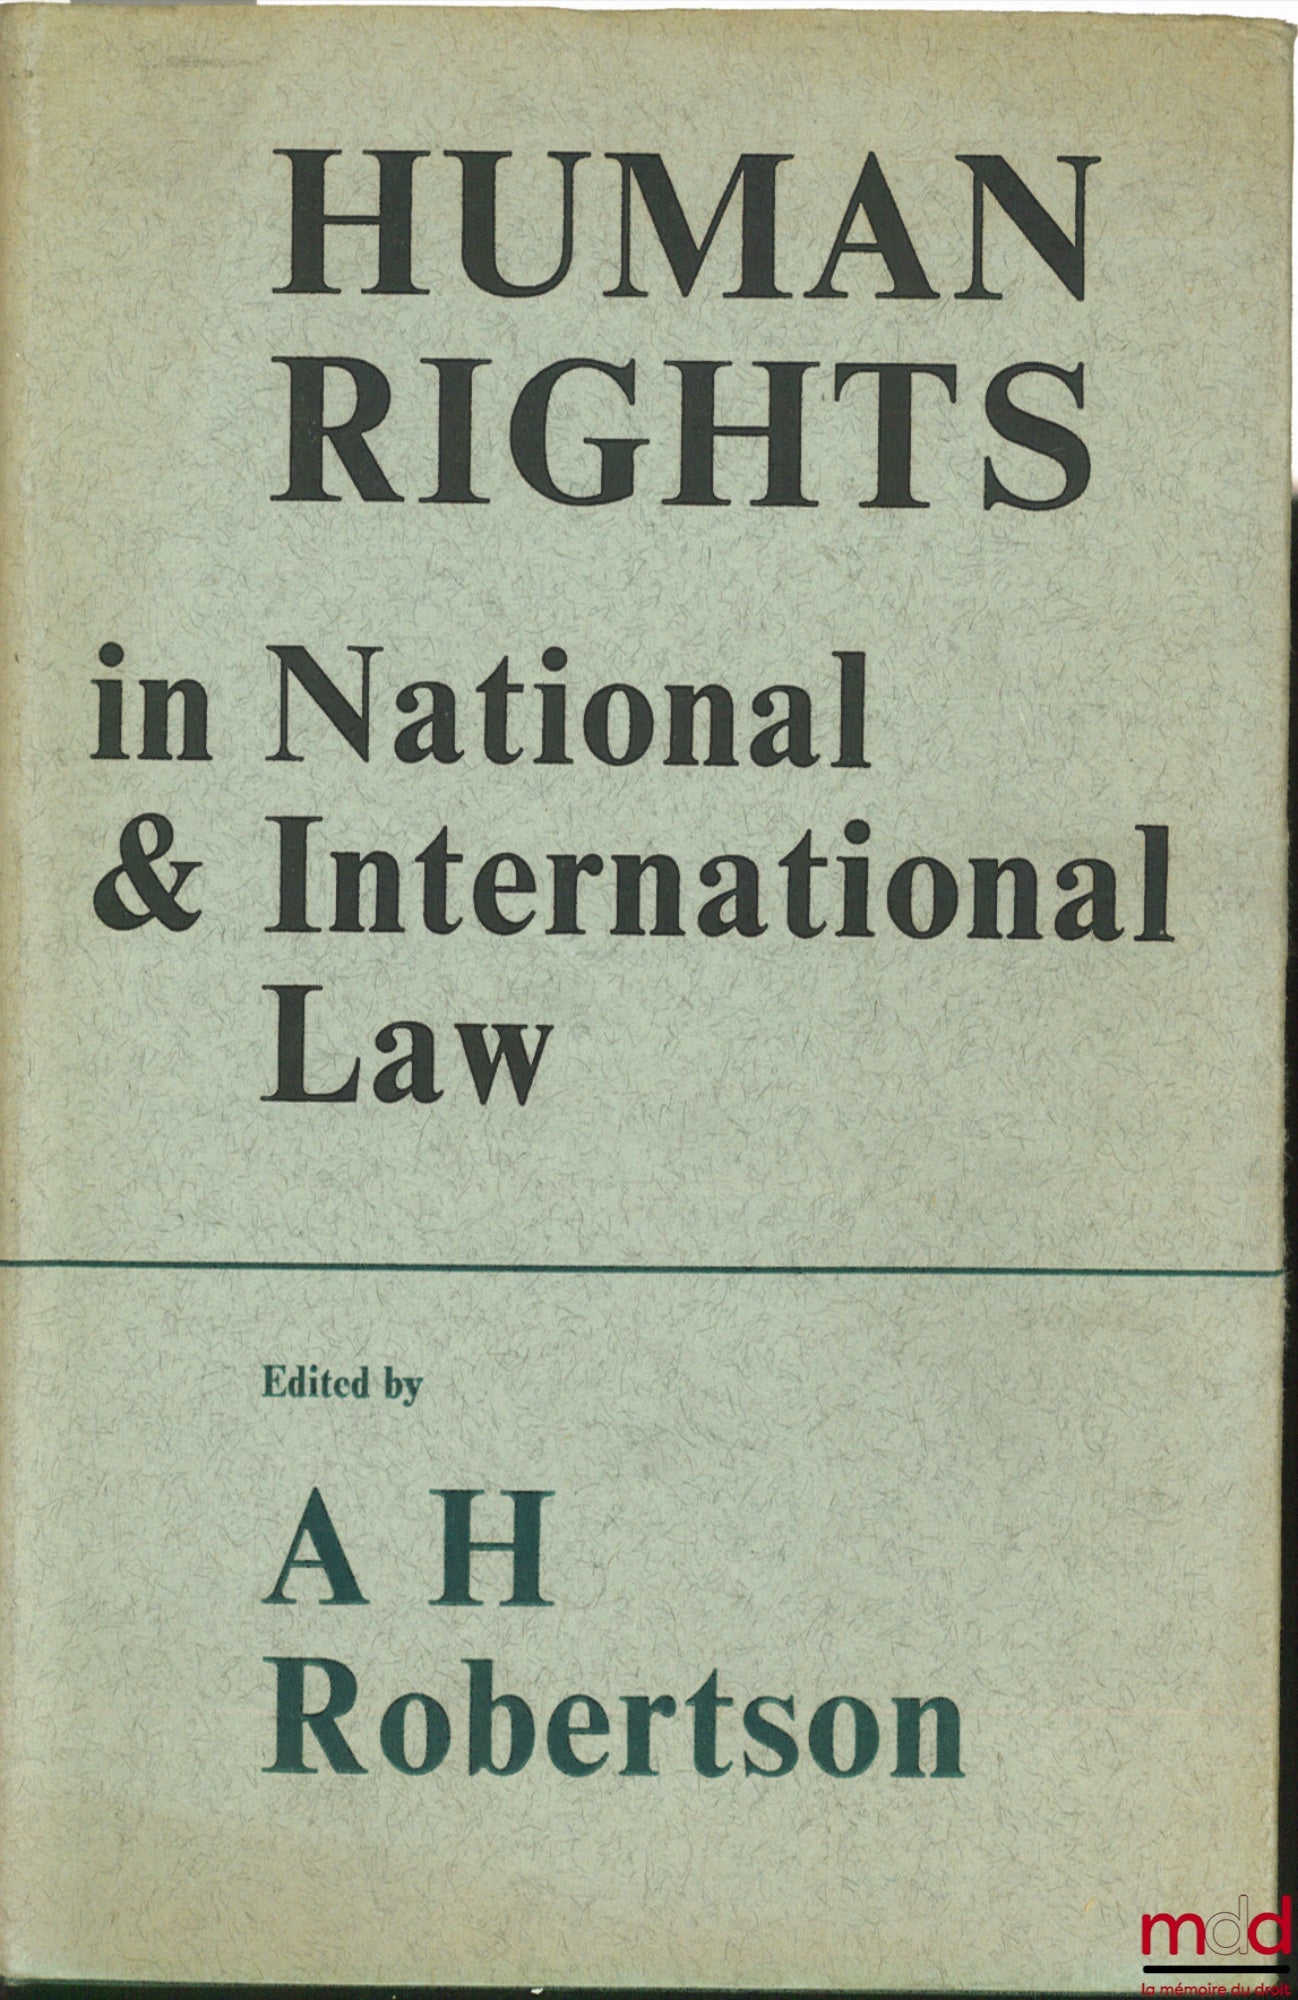 HUMAN
RIGHTS
in National
& International
Law
Edited by
A H
Robertson
mdd
la mémoire du droit